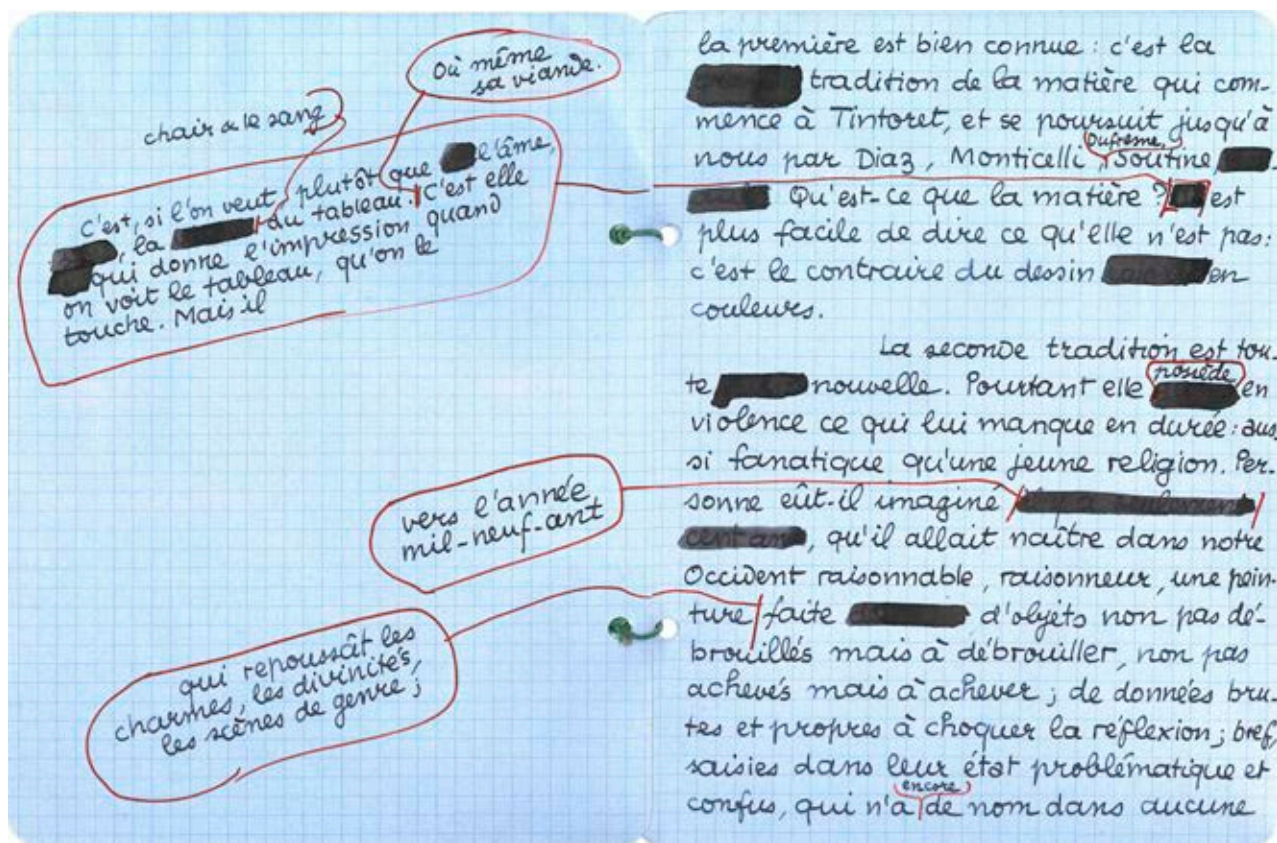 Où même
sa viande.
chair & le sang
C'est, si l'on veut, plutôt que l'âme,
, la du tableau. C'est elle
qui donne l'impression, quand
on voit le tableau, qu'on le
touche. Mais il
vers l'année
mil-neuf-cent
qui repoussât les
charmes, les divinités,
les scènes de genre ;
la première est bien connue : c'est la
tradition de la matière qui com-
mence à Tintoret, et se poursuit jusqu'à
Dufresne,
nous par Diaz, Monticelli, Soutine,
Qu'est-ce que la matière ? est
plus facile de dire ce qu'elle n'est pas:
c'est le contraire du dessin en
couleurs.
La seconde tradition est tou-
possède
te nouvelle. Pourtant elle en
violence ce qui lui manque en durée : aus
si fanatique qu'une jeune religion. Per-
sonne eût-il imaginé
cent ans, qu'il allait naître dans notre
Occident raisonnable, raisonneur, une pein-
ture faite d'objets non pas dé-
brouillés mais à débrouiller, non pas
achevés mais à achever ; de données bru-
tes et propres à choquer la réflexion ; bref,
saisies dans leur état problématique et
encore
confus, qui n'a de nom dans aucune